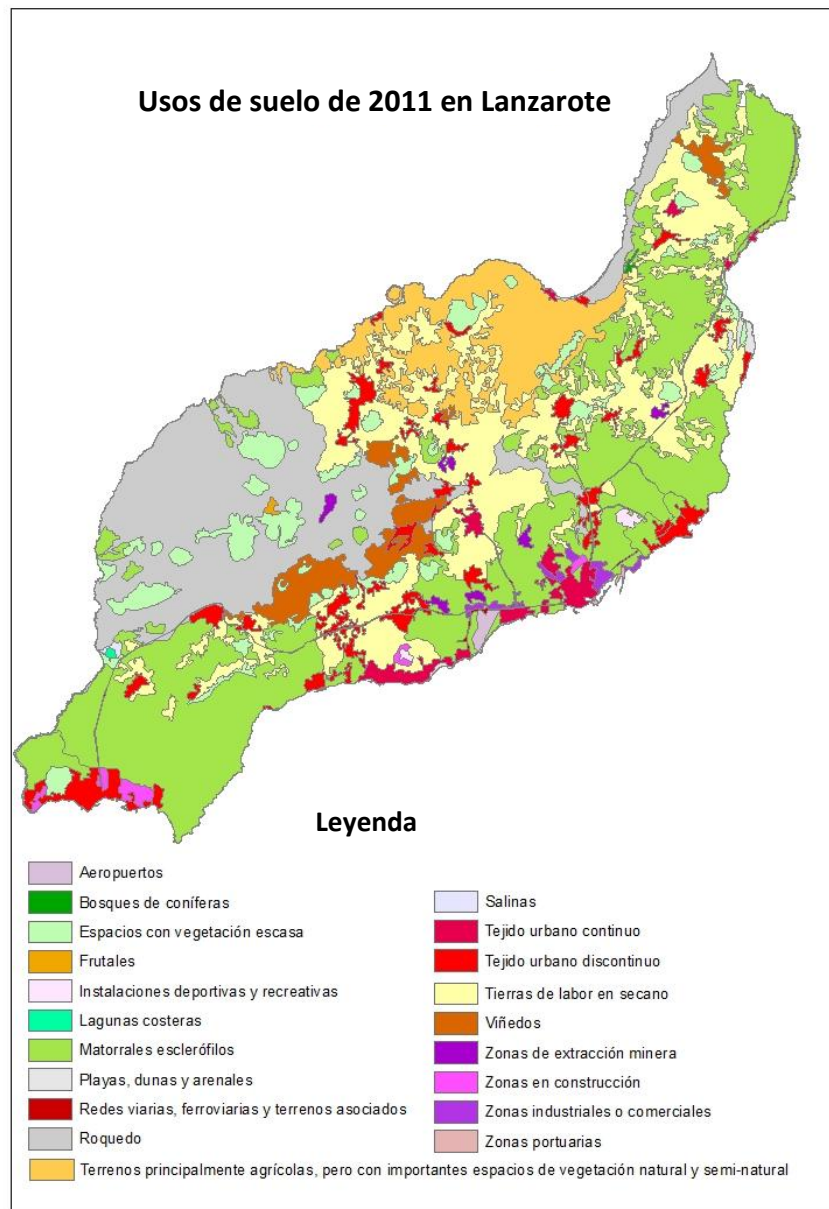 Usos de suelo de 2011 en Lanzarote
Leyenda
Aeropuertos
Bosques de coníferas
Espacios con vegetación escasa
Frutales
Instalaciones deportivas y recreativas
Lagunas costeras
Matorrales esclerófilos
Playas, dunas y arenales
Redes viarias, ferroviarias y terrenos asociados
Roquedo
Terrenos principalmente agrícolas, pero con importantes espacios de vegetación natural y semi-natural
Salinas
Tejido urbano continuo
Tejido urbano discontinuo
Tierras de labor en secano
Viñedos
Zonas de extracción minera
Zonas en construcción
Zonas industriales o comerciales
Zonas portuarias